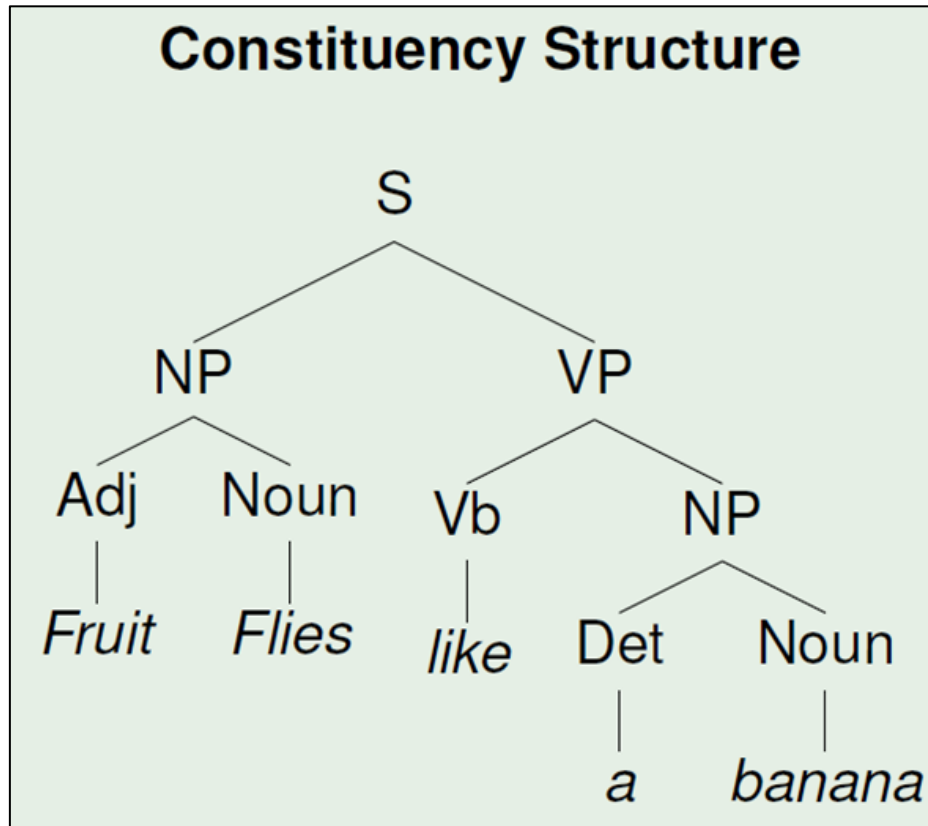 Constituency Structure
S
NP VP
Adj Noun Vb NP
Fruit Flies like Det Noun
a banana